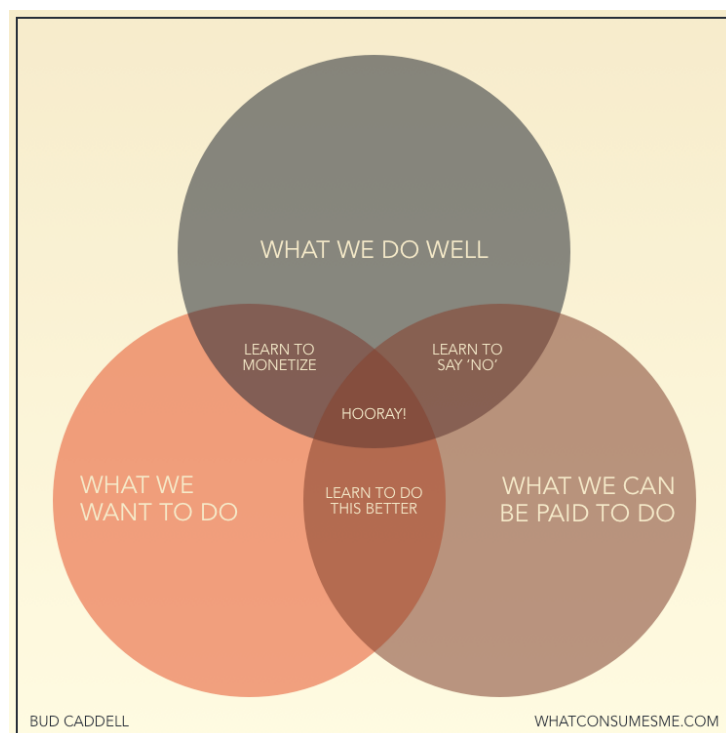 WHAT WE DO WELL
LEARN TO
MONETIZE
LEARN TO
SAY ‘NO’
HOORAY!
WHAT WE
WANT TO DO
LEARN TO DO
THIS BETTER
WHAT WE CAN
BE PAID TO DO
BUD CADDELL
WHATCONSUMESME.COM